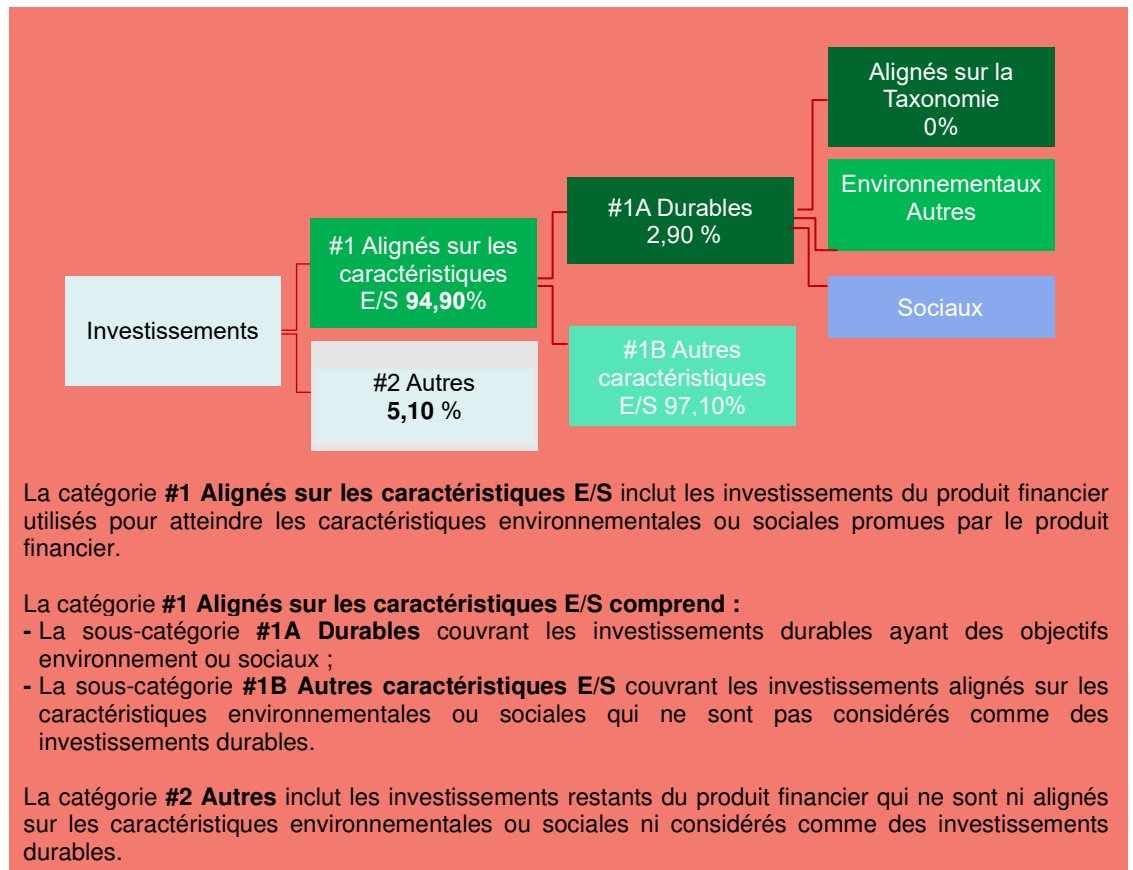 Alignés sur la
Taxonomie
0%
Environnementaux
Autres
#1A Durables
2,90 %
#1 Alignés sur les
caractéristiques
E/S 94,90%
Sociaux
Investissements
#1B Autres
caractéristiques
E/S 97,10%
#2 Autres
5,10 %
La catégorie #1 Alignés sur les caractéristiques E/S inclut les investissements du produit financier
utilisés pour atteindre les caractéristiques environnementales ou sociales promues par le produit
financier.
La catégorie #1 Alignés sur les caractéristiques E/S comprend :
- La sous-catégorie #1A Durables couvrant les investissements durables ayant des objectifs
environnement ou sociaux ;
- La sous-catégorie #1B Autres caractéristiques E/S couvrant les investissements alignés sur les
caractéristiques environnementales ou sociales qui ne sont pas considérés comme des
investissements durables.
La catégorie #2 Autres inclut les investissements restants du produit financier qui ne sont ni alignés
sur les caractéristiques environnementales ou sociales ni considérés comme des investissements
durables.